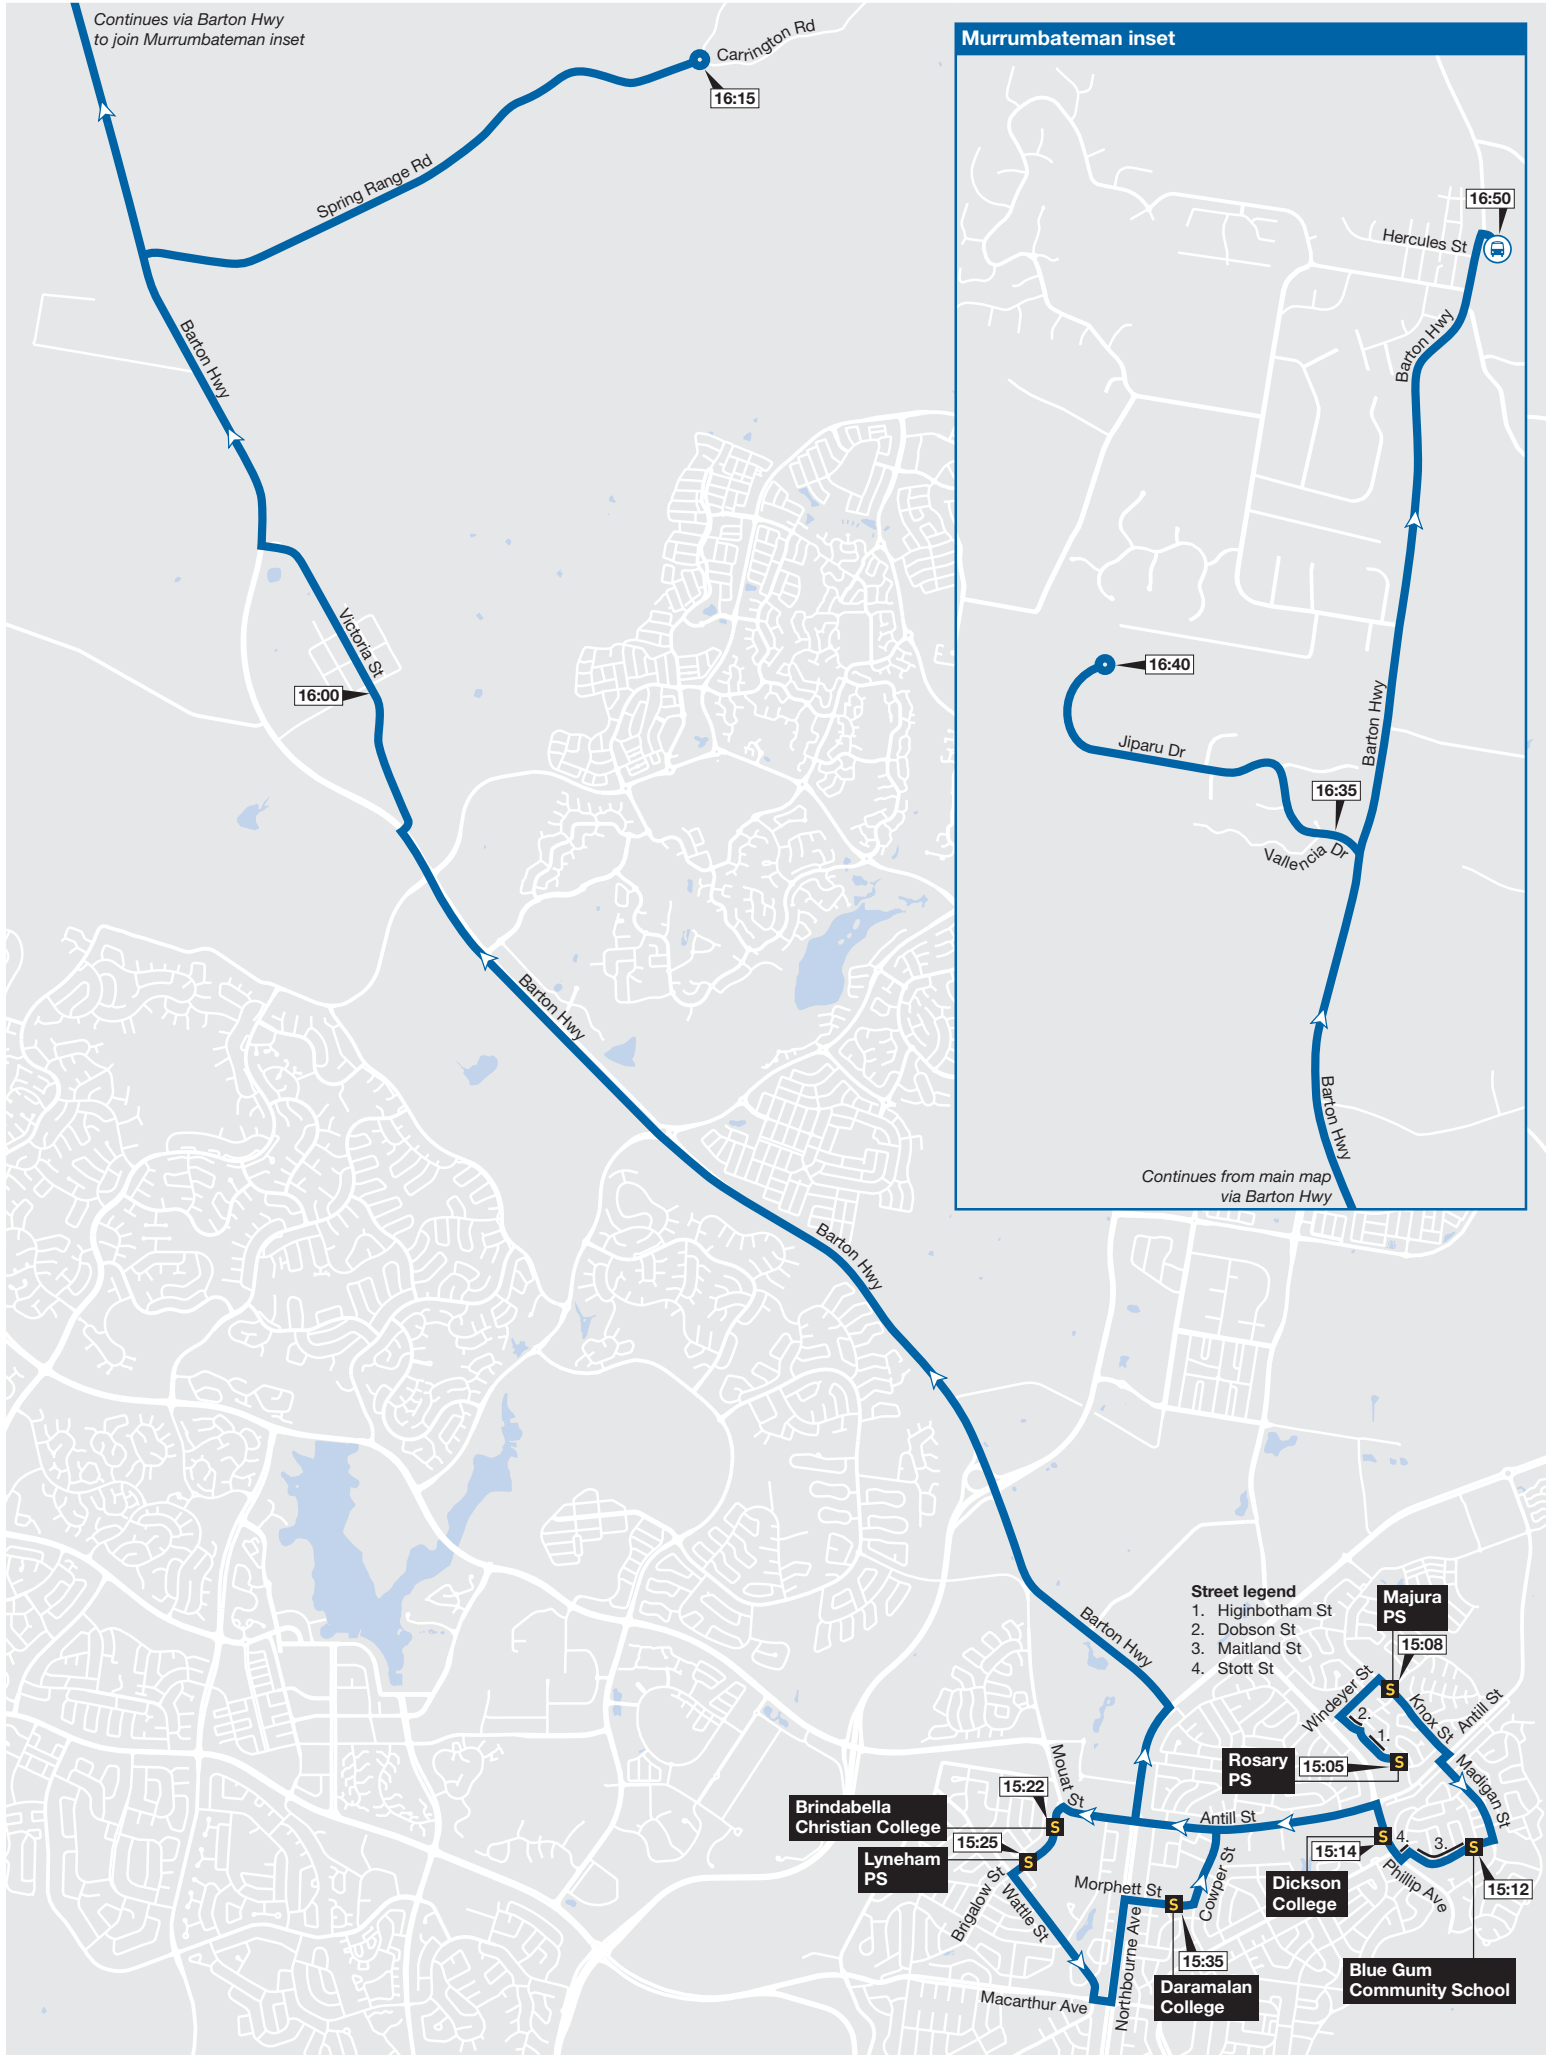 Continues via Barton Hwy
to join Murrumbateman inset
Carrington Rd
16:15
Spring Range Rd
Barton Hwy
Victoria St
16:00
Barton Hwy
Barton Hwy
Barton Hwy
Murrumbateman inset
16:50
Hercules St
Barton Hwy
16:40
Jiparu Dr
Barton Hwy
16:35
Vallencia Dr
Barton Hwy
Continues from main map
via Barton Hwy
Street legend
1. Higinbotham St
2. Dobson St
3. Maitland St
4. Stott St
Majura
PS
15:08
S
Windeyer St
Knox St
Antill St
2.
1.
Rosary
PS
15:05
S
Madigan St
Mouat St
15:22
Brindabella
Christian College
S
Antill St
15:25
Lyneham
PS
S
Brigalow St
Wattle St
Morphett St
S
Cowper St
15:14
S
4.
3.
S
Phillip Ave
15:12
Dickson
College
Northbourne Ave
15:35
Daramalan
College
Macarthur Ave
Blue Gum
Community School